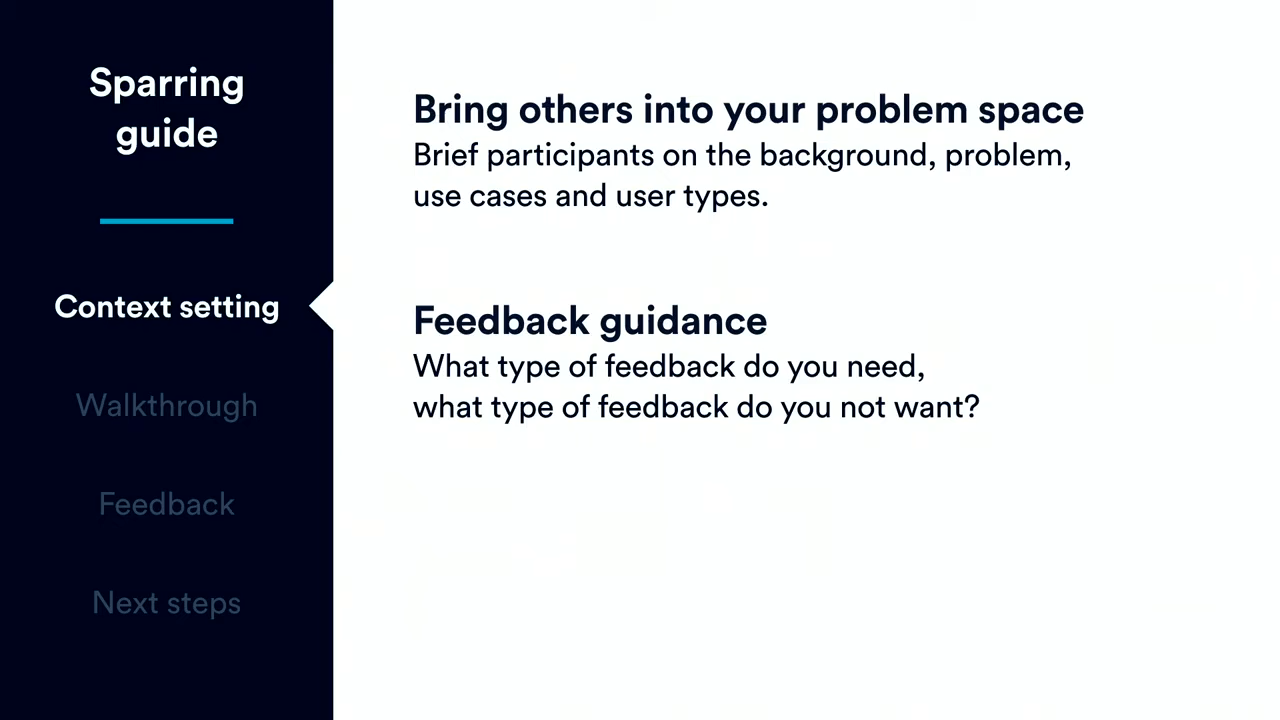 Sparring
guide
Context setting
Walkthrough
Feedback
Next steps
Bring others into your problem space
Brief participants on the background, problem,
use cases and user types.
Feedback guidance
What type of feedback do you need,
what type of feedback do you not want?